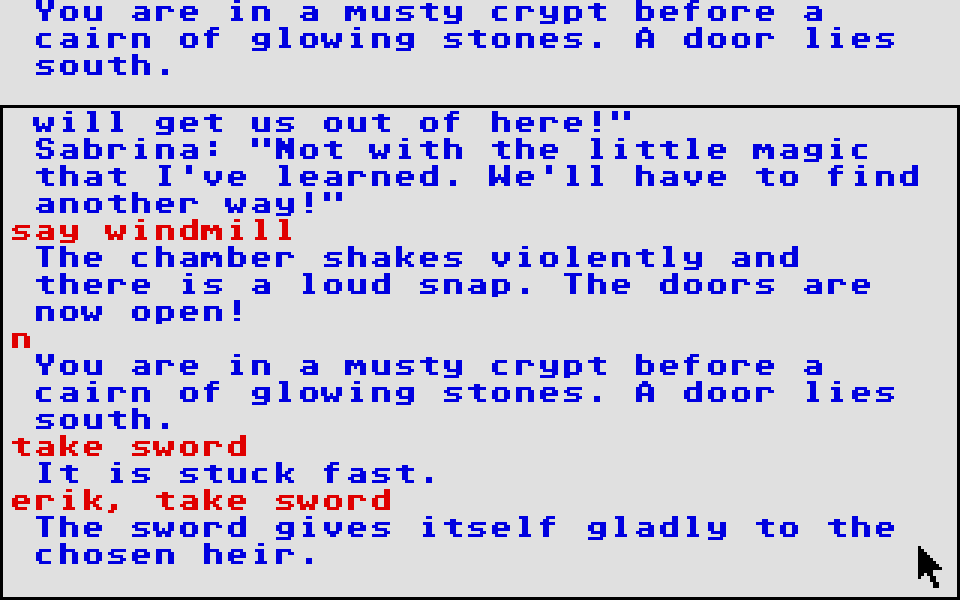 You are in a musty crypt before a
cairn of glowing stones. A door lies
south.
will get us out of here!"
Sabrina: "Not with the little magic
that I've learned. We'll have to find
another way!"
say windmill
The chamber shakes violently and
there is a loud snap. The doors are
now open!
n
You are in a musty crypt before a
cairn of glowing stones. A door lies
south.
take sword
It is stuck fast.
erik, take sword
The sword gives itself gladly to the
chosen heir.